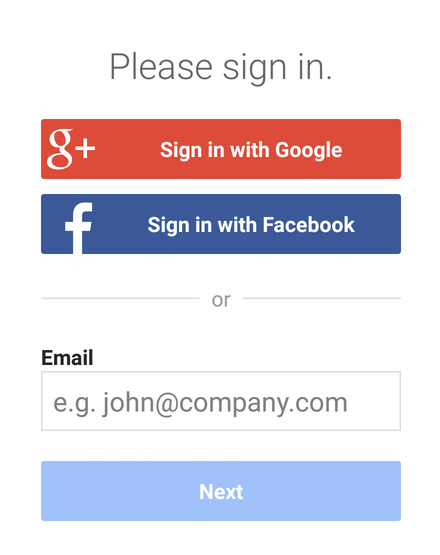 Please sign in.
g+ Sign in with Google
f Sign in with Facebook
or
Email
e.g. john@company.com
Next